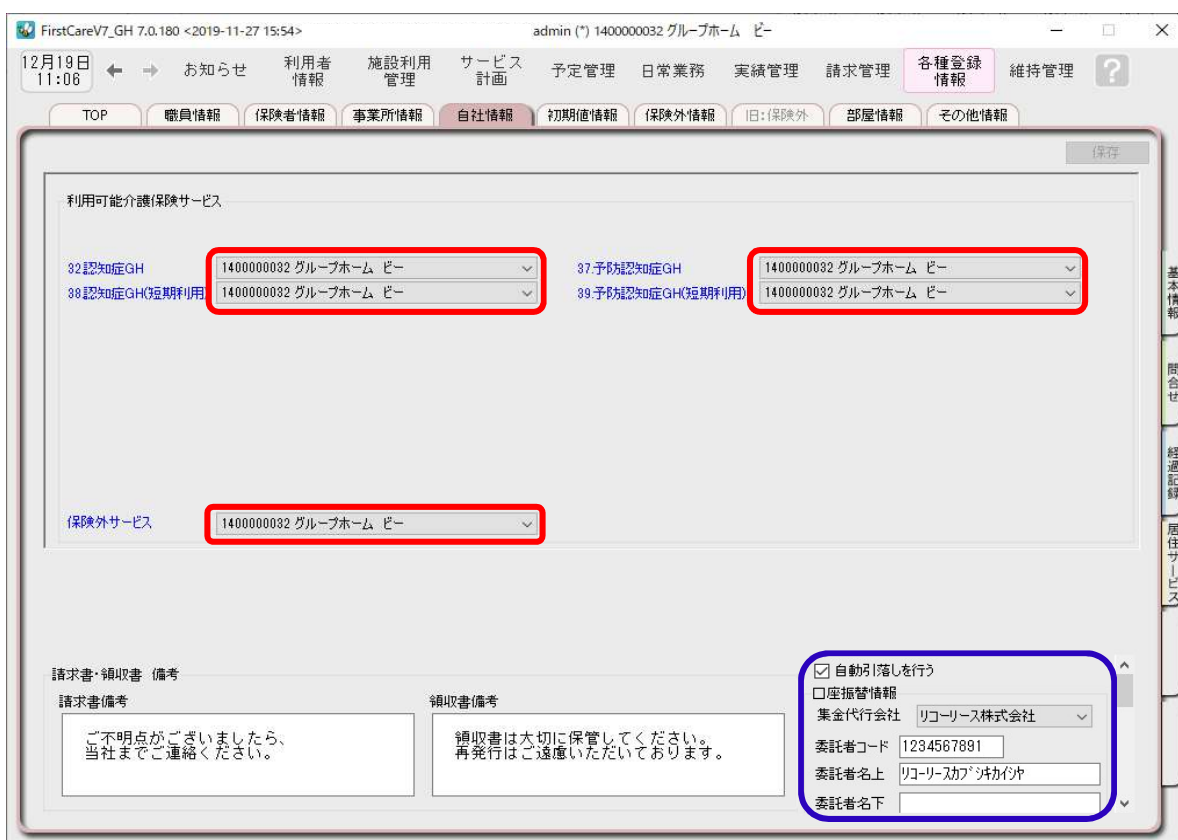 FirstCareV7_GH 7.0.180 <2019-11-27 15:54> admin (*) 1400000032 グループホーム ビー
12月19日
11:06
お知らせ
利用者
情報
施設利用
管理
サービス
計画
予定管理
日常業務
実績管理
請求管理
各種登録
情報
維持管理
?
TOP 職員情報 保険者情報 事業所情報 自社情報 初期値情報 保険外情報 旧:保険外 部屋情報 その他情報
保存
利用可能介護保険サービス
32認知症GH 1400000032 グループホーム ビー 37.予防認知症GH 1400000032 グループホーム ビー
38認知症GH(短期利用) 1400000032 グループホーム ビー 39.予防認知症GH(短期利用) 1400000032 グループホーム ビー
保険外サービス 1400000032 グループホーム ビー
基本情報
問合せ
経過記録
居住サービス
請求書・領収書 備考
請求書備考
ご不明点がございましたら、
当社までご連絡ください。
領収書備考
領収書は大切に保管してください。
再発行はご遠慮いただいております。
自動引落しを行う
口座振替情報
集金代行会社 リコーリース株式会社
委託者コード 1234567891
委託者名上 ﾘｺｰﾘｰｽｶﾌﾞｼｷｶｲｼﾔ
委託者名下